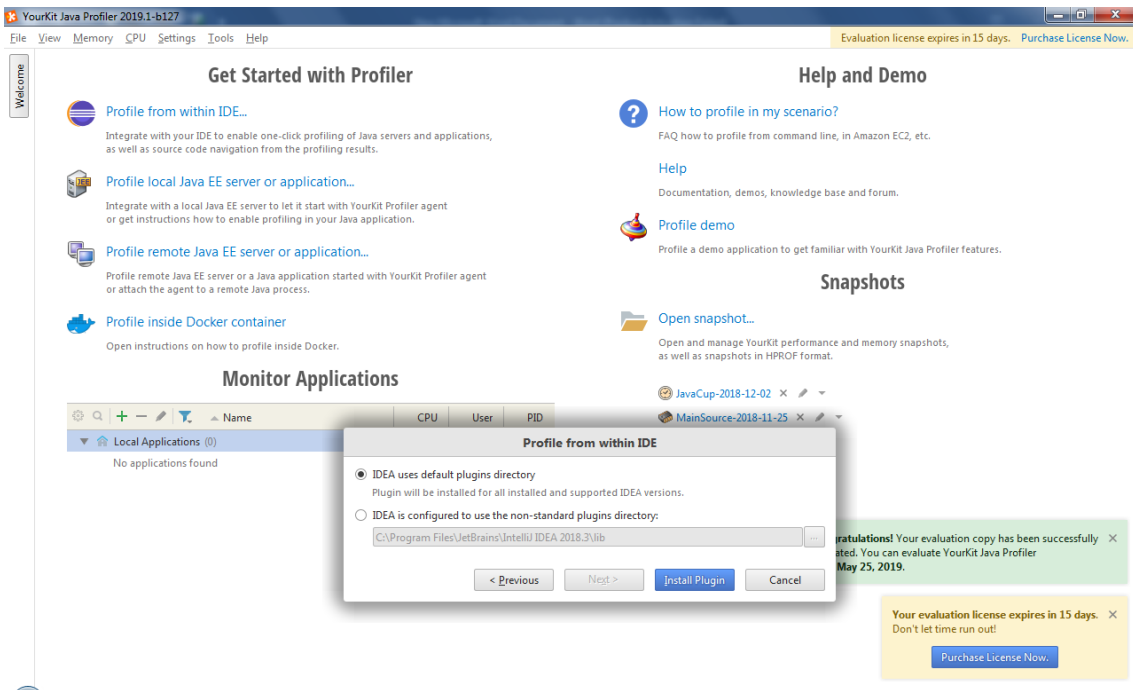 YourKit Java Profiler 2019.1-b127
File View Memory CPU Settings Tools Help
Evaluation license expires in 15 days. Purchase License Now.
Welcome
Get Started with Profiler
Profile from within IDE...
Integrate with your IDE to enable one-click profiling of Java servers and applications,
as well as source code navigation from the profiling results.
Profile local Java EE server or application...
Integrate with a local Java EE server to let it start with YourKit Profiler agent
or get instructions how to enable profiling in your Java application.
Profile remote Java EE server or application...
Profile remote Java EE server or a Java application started with YourKit Profiler agent
or attach the agent to a remote Java process.
Profile inside Docker container
Open instructions on how to profile inside Docker.
Monitor Applications
Name CPU User PID
Local Applications (0)
No applications found
Help and Demo
How to profile in my scenario?
FAQ how to profile from command line, in Amazon EC2, etc.
Help
Documentation, demos, knowledge base and forum.
Profile demo
Profile a demo application to get familiar with YourKit Java Profiler features.
Snapshots
Open snapshot...
Open and manage YourKit performance and memory snapshots,
as well as snapshots in HPROF format.
JavaCup-2018-12-02
MainSource-2018-11-25
Profile from within IDE
IDEA uses default plugins directory
Plugin will be installed for all installed and supported IDEA versions.
IDEA is configured to use the non-standard plugins directory:
C:\Program Files\JetBrains\IntelliJ IDEA 2018.3\lib
...
< Previous Next > Install Plugin Cancel
ratulations! Your evaluation copy has been successfully
ated. You can evaluate YourKit Java Profiler
May 25, 2019.
Your evaluation license expires in 15 days.
Don't let time run out!
Purchase License Now.